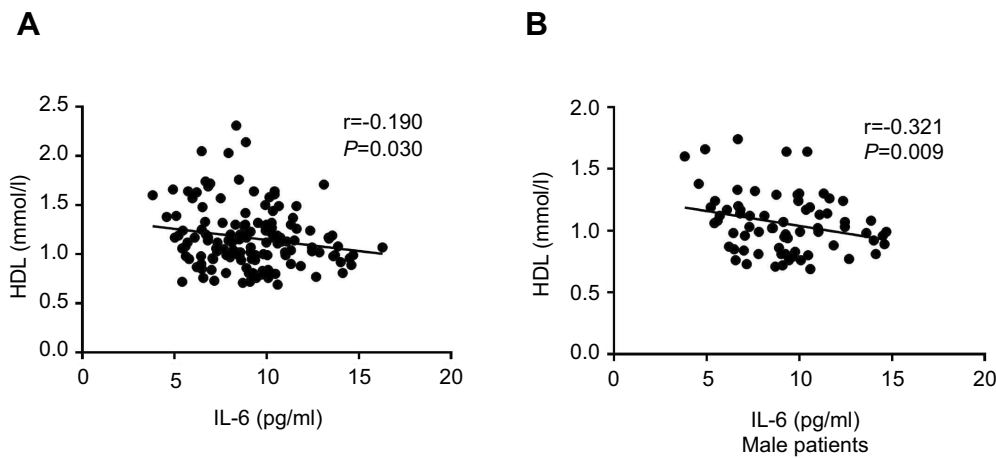 A
2.5
2.0
1.5
1.0
0.5
0.0
HDL (mmol/l)
r=-0.190
P=0.030
0 5 10 15 20
IL-6 (pg/ml)
B
2.0
1.5
1.0
0.5
0.0
HDL (mmol/l)
r=-0.321
P=0.009
0 5 10 15 20
IL-6 (pg/ml)
Male patients